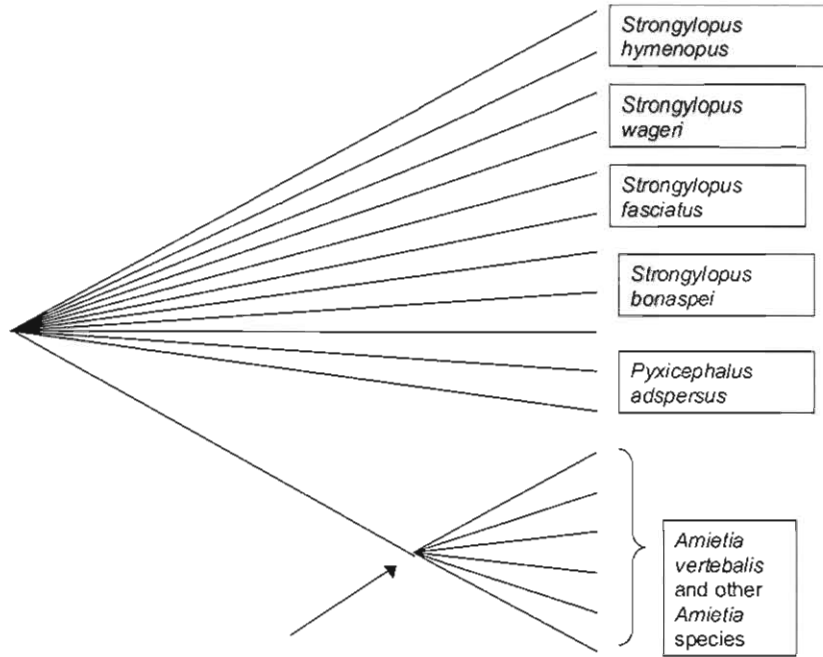 Strongylopus
hymenopus
Strongylopus
wageri
Strongylopus
fasciatus
Strongylopus
bonaspei
Pyxicephalus
adspersus
Amietia
vertebalis
and other
Amietia
species